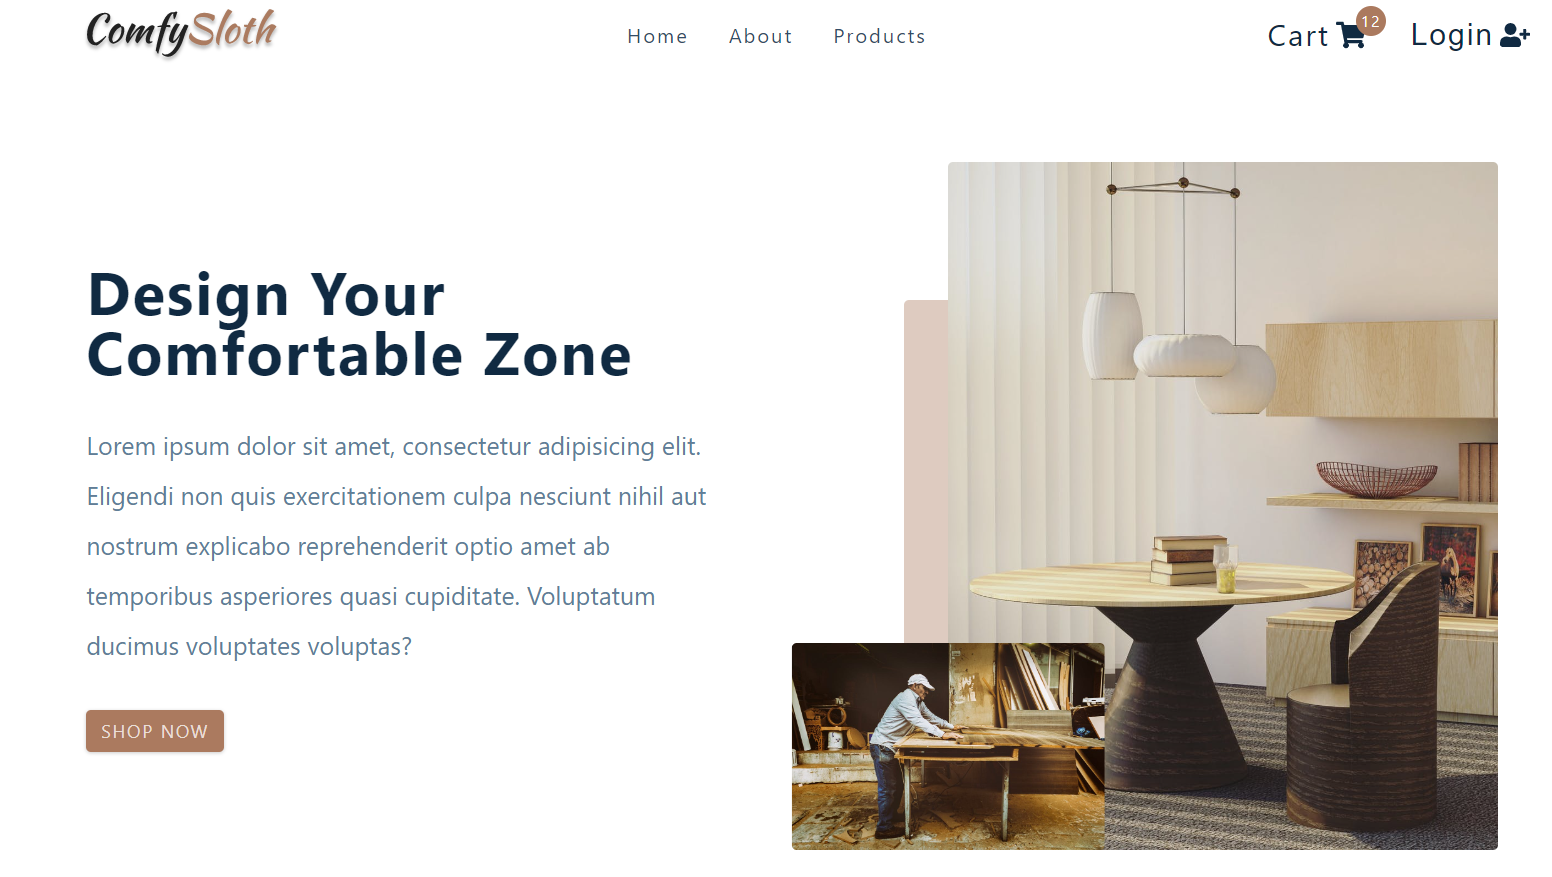 ComfySloth
Home About Products
Cart 12 Login
Design Your
Comfortable Zone
Lorem ipsum dolor sit amet, consectetur adipisicing elit.
Eligendi non quis exercitationem culpa nesciunt nihil aut
nostrum explicabo reprehenderit optio amet ab
temporibus asperiores quasi cupiditate. Voluptatum
ducimus voluptates voluptas?
SHOP NOW